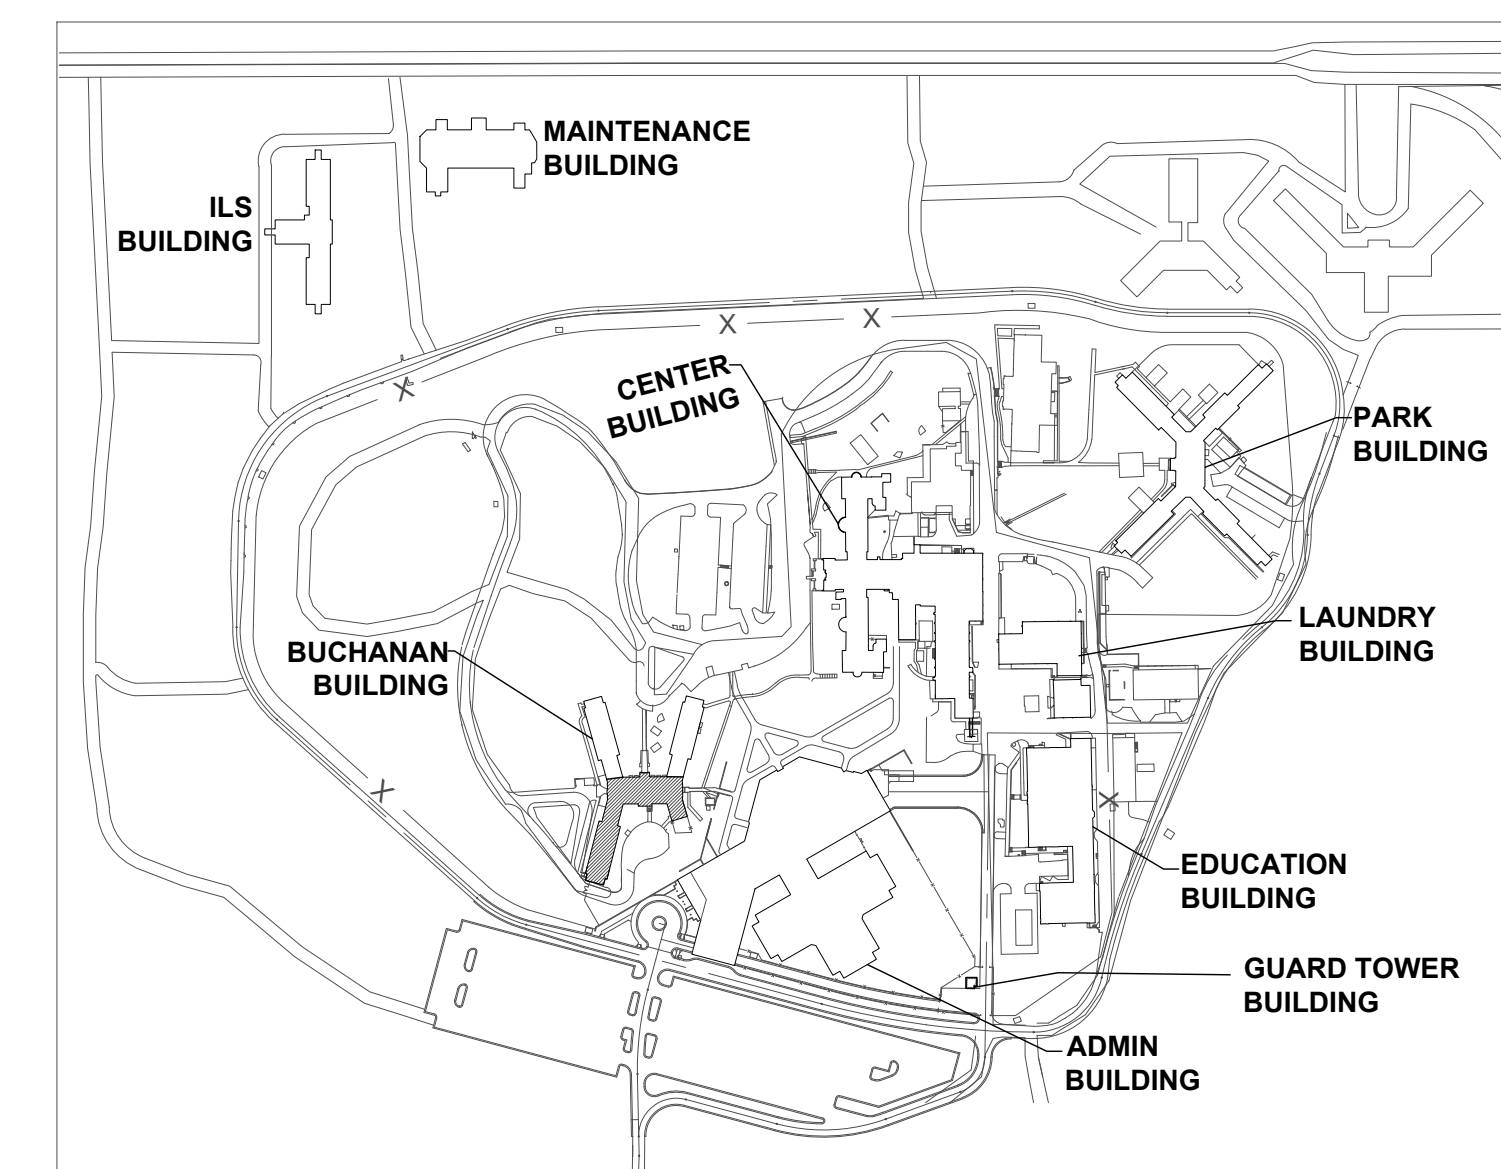 MAINTENANCE
BUILDING
ILS
BUILDING
X
X
X
CENTER
BUILDING
PARK
BUILDING
LAUNDRY
BUILDING
BUCHANAN
BUILDING
X
X
EDUCATION
BUILDING
GUARD TOWER
BUILDING
ADMIN
BUILDING